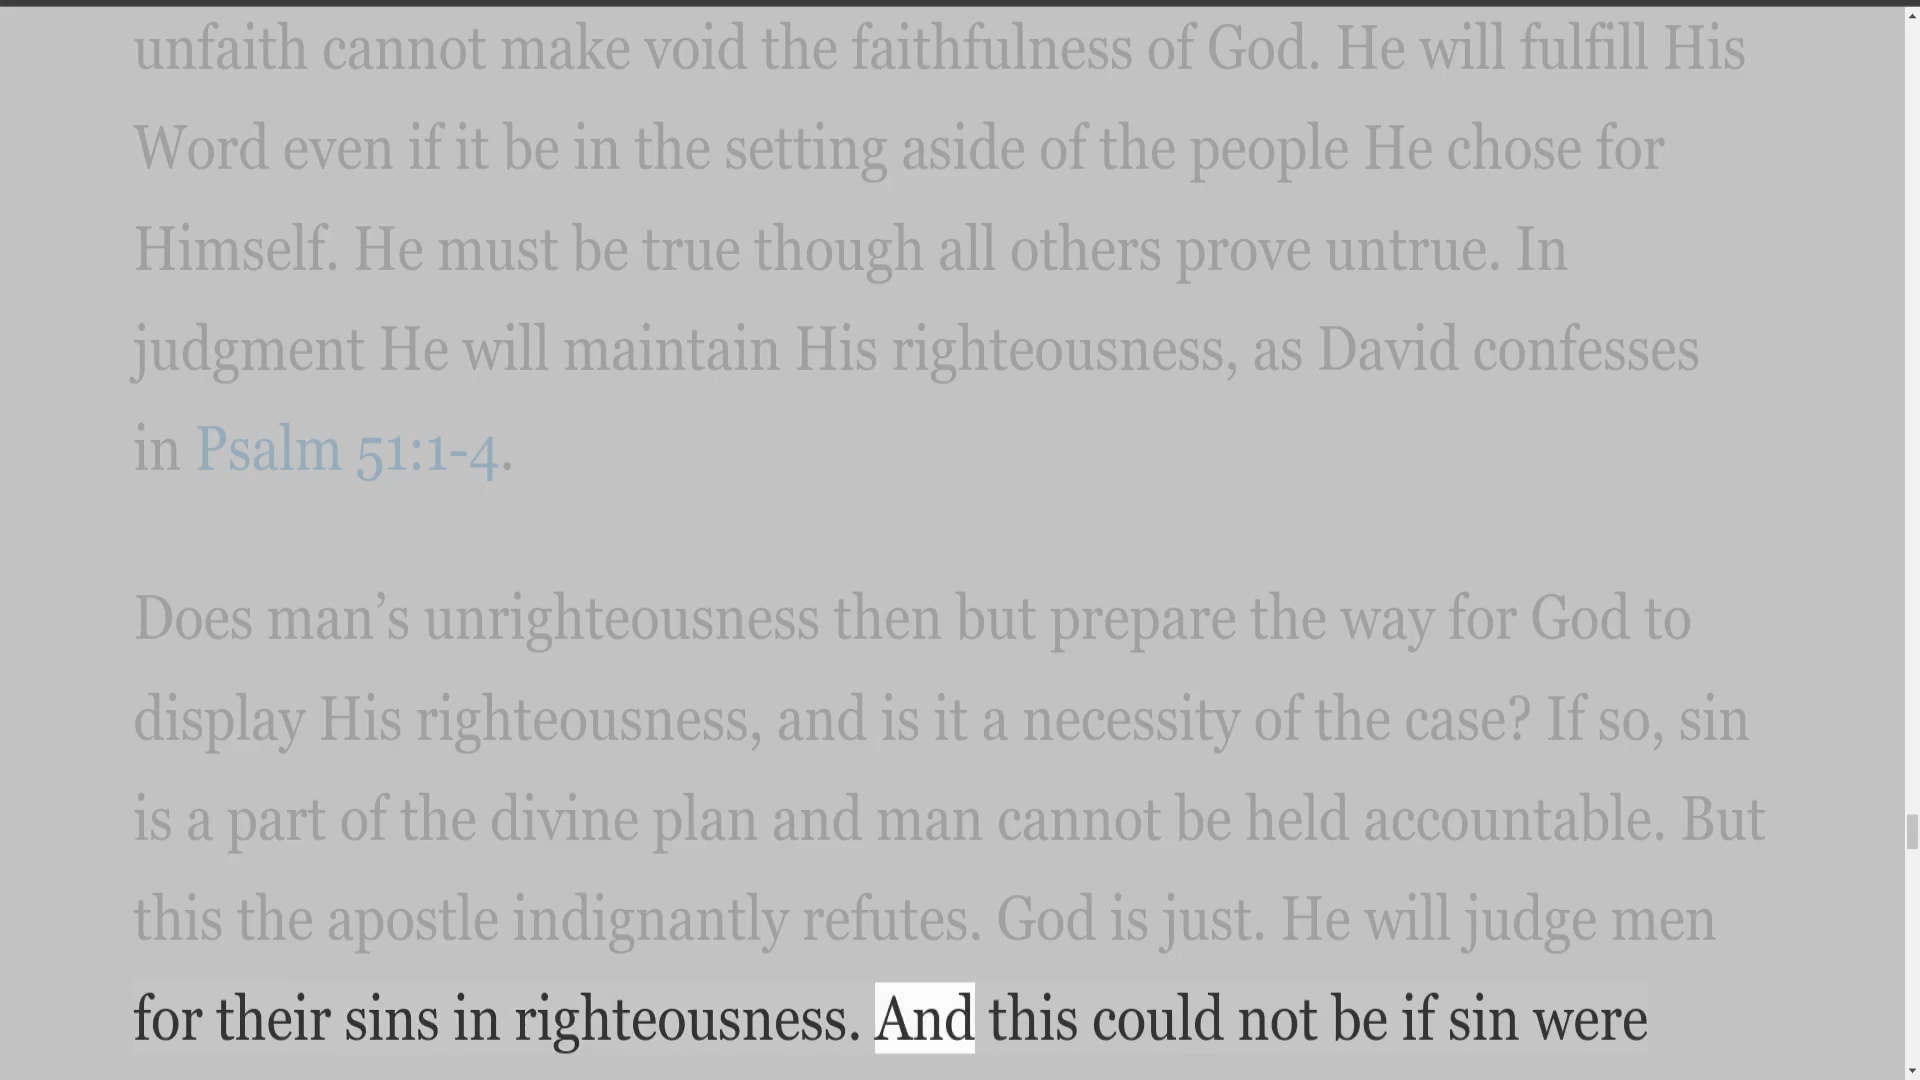 unfaith cannot make void the faithfulness of God. He will fulfill His
Word even if it be in the setting aside of the people He chose for
Himself. He must be true though all others prove untrue. In
judgment He will maintain His righteousness, as David confesses
in Psalm 51:1-4.
Does man’s unrighteousness then but prepare the way for God to
display His righteousness, and is it a necessity of the case? If so, sin
is a part of the divine plan and man cannot be held accountable. But
this the apostle indignantly refutes. God is just. He will judge men
for their sins in righteousness. And this could not be if sin were